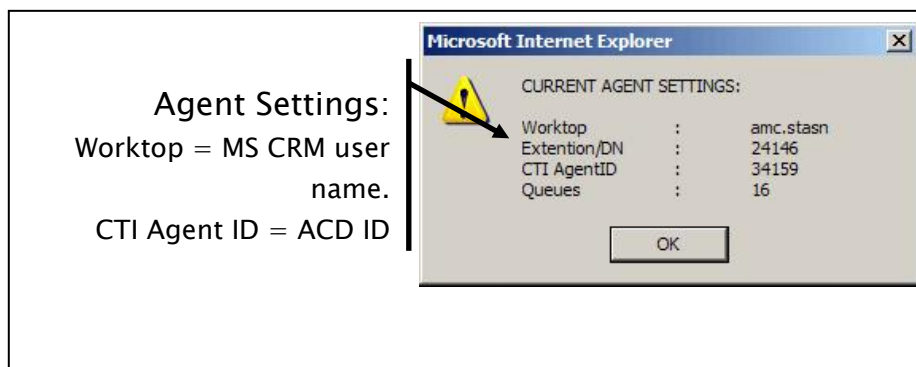 Agent Settings:
Worktop = MS CRM user
name.
CTI Agent ID = ACD ID
Microsoft Internet Explorer
CURRENT AGENT SETTINGS:
Worktop : amc.stasn
Extention/DN : 24146
CTI AgentID : 34159
Queues : 16
OK